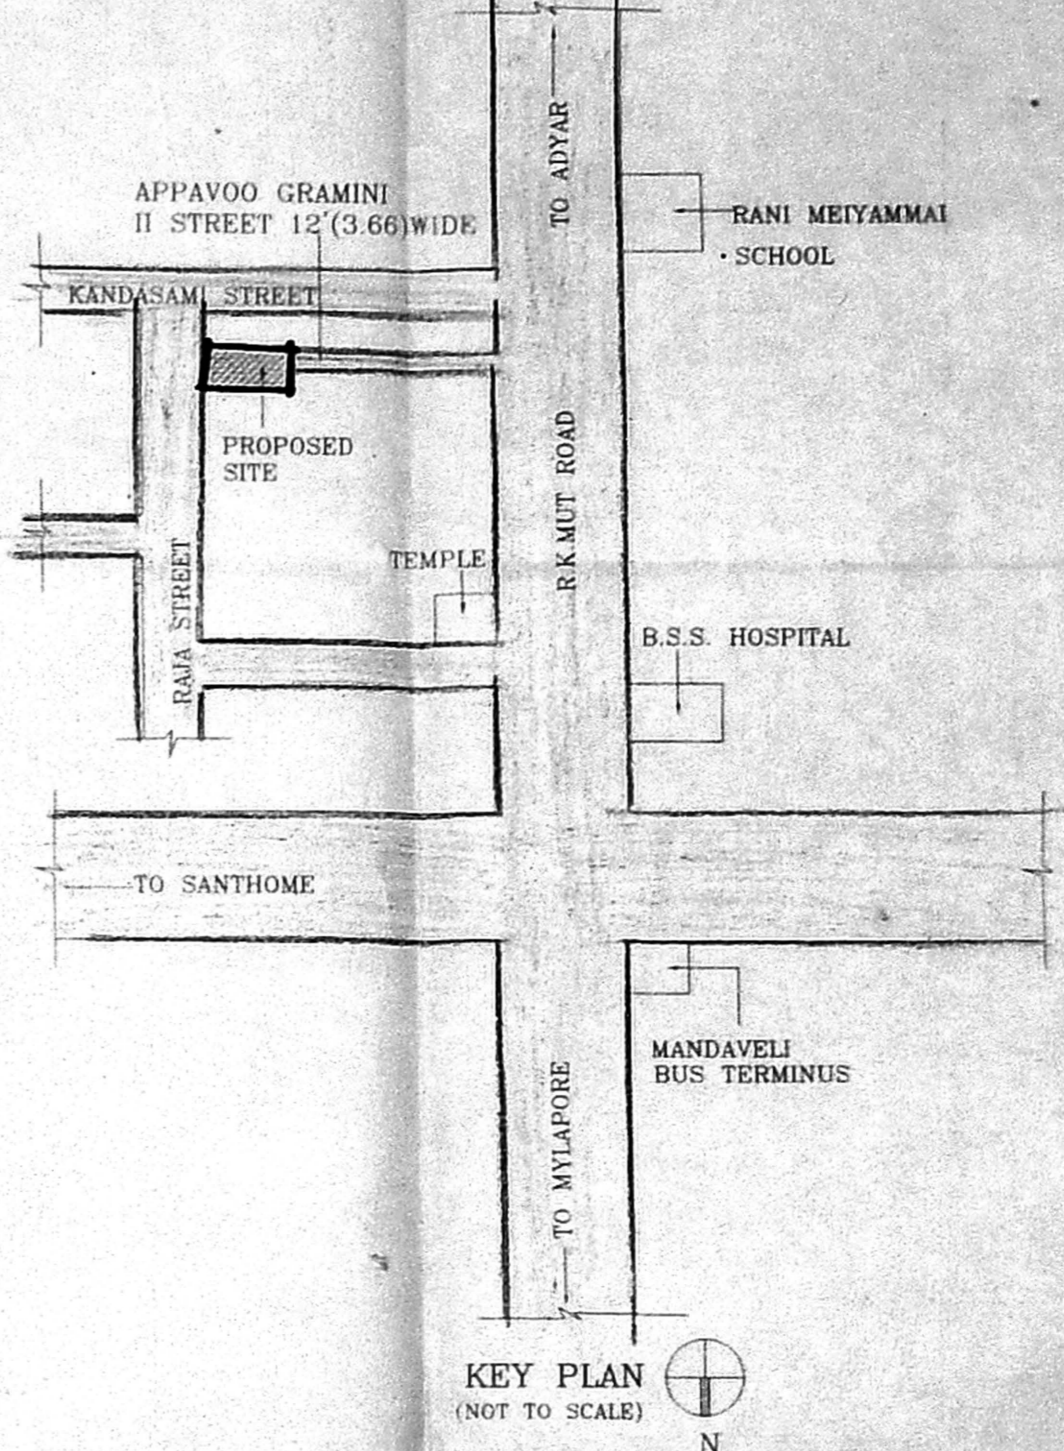 TO ADYAR
APPAVOO GRAMINI
II STREET 12'(3.66)WIDE
RANI MEIYAMMAI
SCHOOL
KANDASAMI STREET
PROPOSED
SITE
R.K.MUT ROAD
TEMPLE
RAJA STREET
B.S.S. HOSPITAL
TO SANTHOME
MANDAVELI
BUS TERMINUS
TO MYLAPORE
KEY PLAN
(NOT TO SCALE)
N